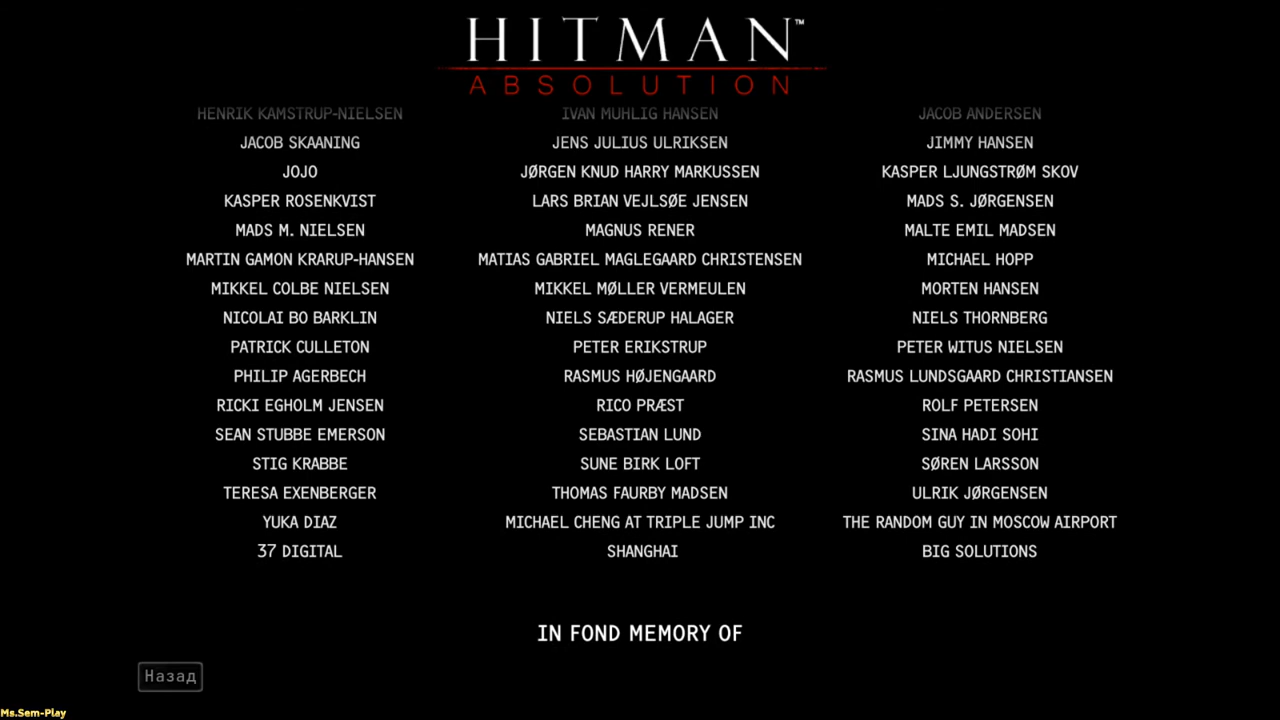 HITMAN™
ABSOLUTION
HENRIK KAMSTRUP-NIELSEN IVAN MUHLIG HANSEN JACOB ANDERSEN
JACOB SKAANING JENS JULIUS ULRIKSEN JIMMY HANSEN
JOJO JØRGEN KNUD HARRY MARKUSSEN KASPER LJUNGSTRØM SKOV
KASPER ROSENKVIST LARS BRIAN VEJLSØE JENSEN MADS S. JØRGENSEN
MADS M. NIELSEN MAGNUS RENER MALTE EMIL MADSEN
MARTIN GAMON KRARUP-HANSEN MATIAS GABRIEL MAGLEGAARD CHRISTENSEN MICHAEL HOPP
MIKKEL COLBE NIELSEN MIKKEL MØLLER VERMEULEN MORTEN HANSEN
NICOLAI BO BARKLIN NIELS SÆDERUP HALAGER NIELS THORNBERG
PATRICK CULLETON PETER ERIKSTRUP PETER WITUS NIELSEN
PHILIP AGERBECH RASMUS HØJENGAARD RASMUS LUNDSGAARD CHRISTIANSEN
RICKI EGHOLM JENSEN RICO PRÆST ROLF PETERSEN
SEAN STUBBE EMERSON SEBASTIAN LUND SINA HADI SOHI
STIG KRABBE SUNE BIRK LOFT SØREN LARSSON
TERESA EXENBERGER THOMAS FAURBY MADSEN ULRIK JØRGENSEN
YUKA DIAZ MICHAEL CHENG AT TRIPLE JUMP INC THE RANDOM GUY IN MOSCOW AIRPORT
37 DIGITAL SHANGHAI BIG SOLUTIONS
IN FOND MEMORY OF
Назад
Ms.Sem-Play